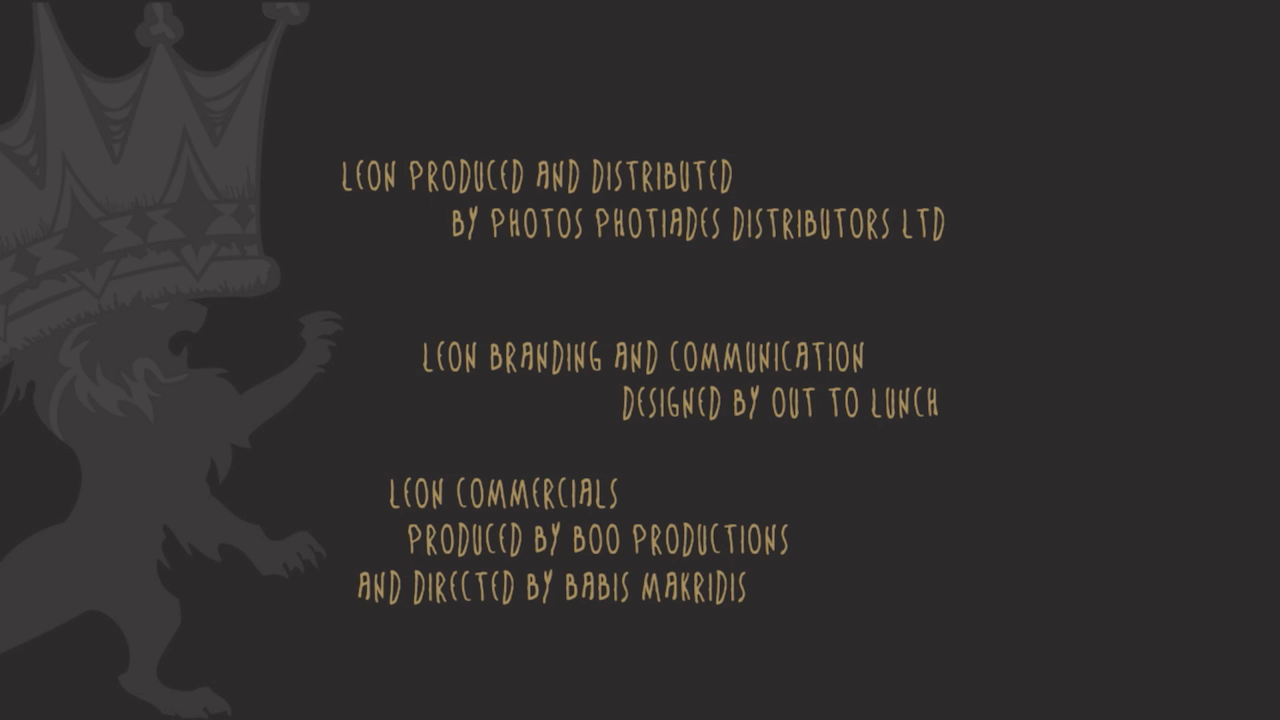 LEON PRODUCED AND DISTRIBUTED
BY PHOTOS PHOTIADES DISTRIBUTORS LTD
LEON BRANDING AND COMMUNICATION
DESIGNED BY OUT TO LUNCH
LEON COMMERCIALS
PRODUCED BY BOO PRODUCTIONS
AND DIRECTED BY BABIS MAKRIDIS